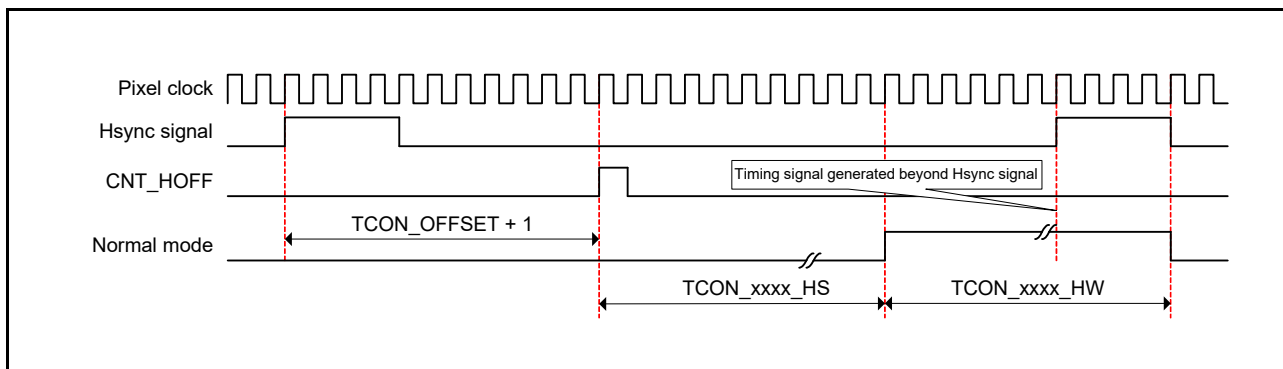 Pixel clock
Hsync signal
CNT_HOFF
Timing signal generated beyond Hsync signal
TCON_OFFSET + 1
Normal mode
TCON_xxxx_HS
TCON_xxxx_HW